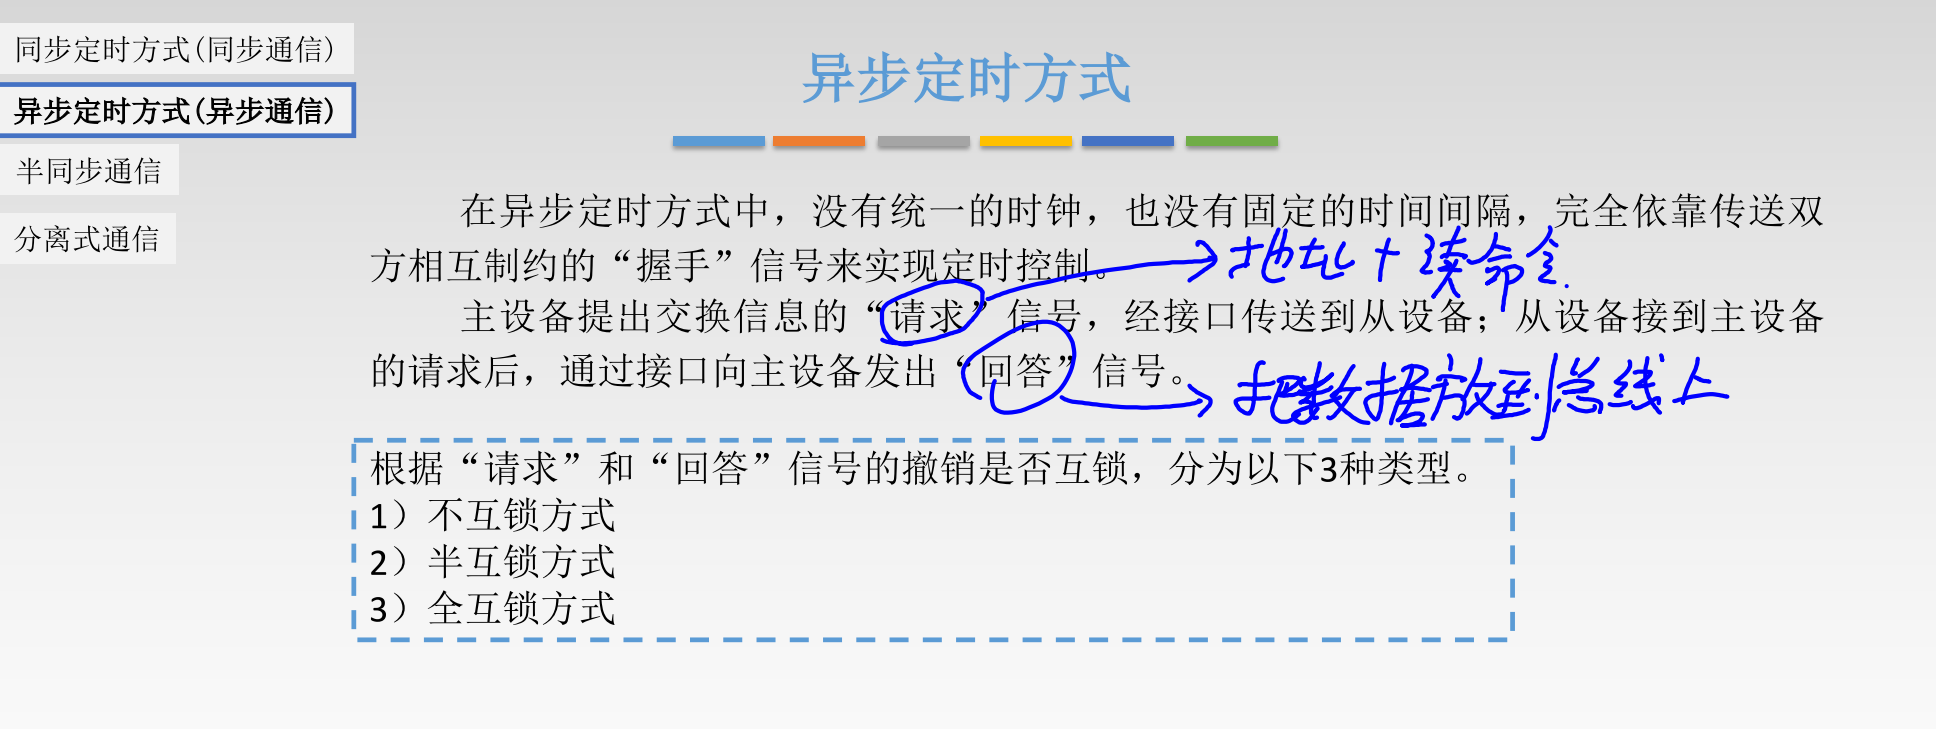 同步定时方式(同步通信)
异步定时方式(异步通信)
半同步通信
分离式通信
异步定时方式
在异步定时方式中，没有统一的时钟，也没有固定的时间间隔，完全依靠传送双
方相互制约的“握手”信号来实现定时控制。
地址+读命令.
主设备提出交换信息的“请求”信号，经接口传送到从设备；从设备接到主设备
的请求后，通过接口向主设备发出“回答”信号。
把数据放到总线上
根据“请求”和“回答”信号的撤销是否互锁，分为以下3种类型。
1）不互锁方式
2）半互锁方式
3）全互锁方式